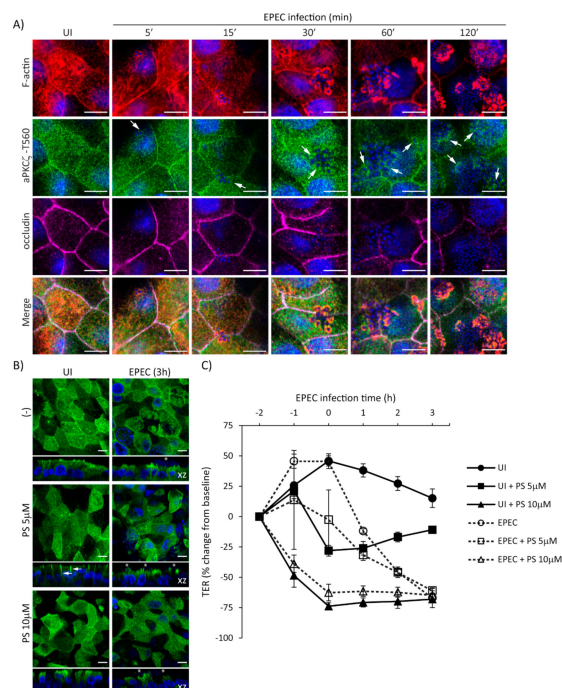 EPEC infection (min)
A)
UI 5′ 15′ 30′ 60′ 120′
F-actin
aPKCζ -T560
occludin
Merge
B)
UI EPEC (3h)
(-)
*
XZ
PS 5μM
* * *
XZ
PS 10μM
* *
XZ
C)
EPEC infection time (h)
-2 -1 0 1 2 3
75
50
25
0
-25
-50
-75
-100
TER (% change from baseline)
UI
UI + PS 5μM
UI + PS 10μM
EPEC
EPEC + PS 5μM
EPEC + PS 10μM